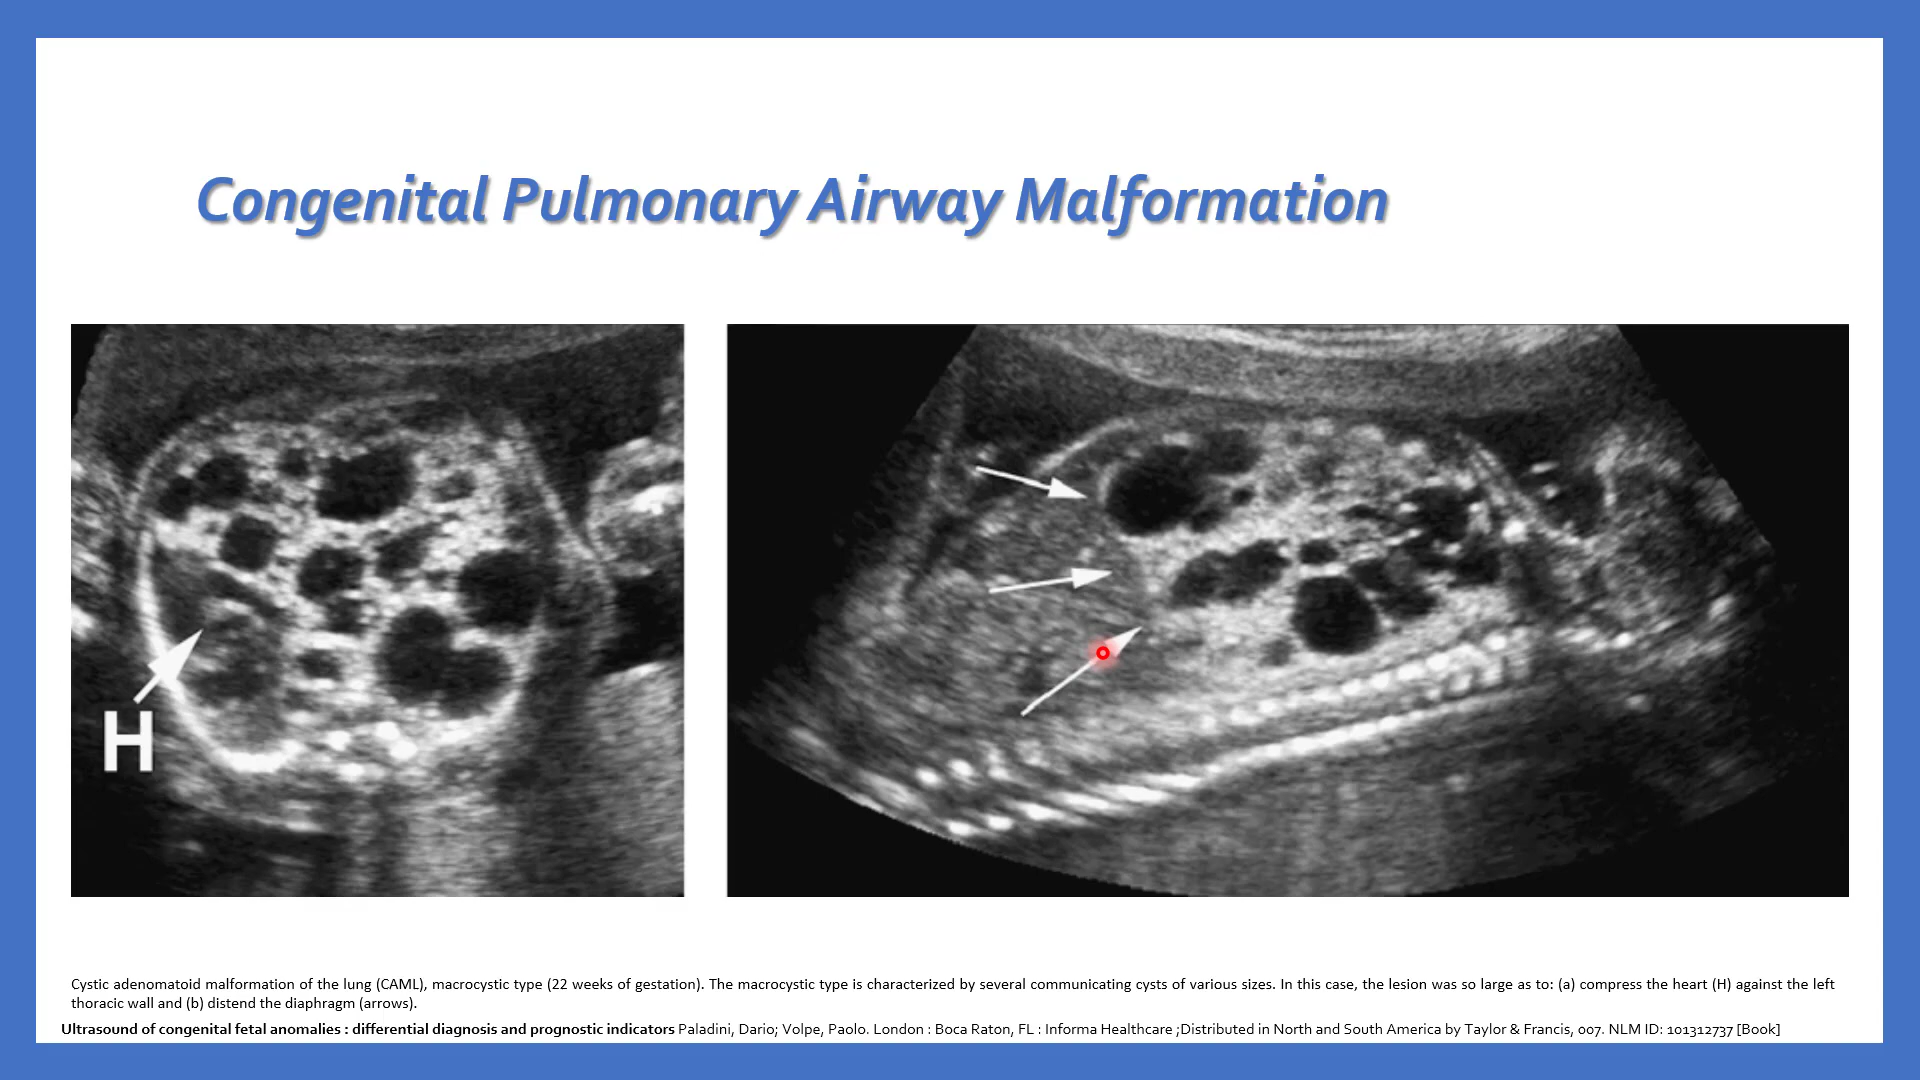 Congenital Pulmonary Airway Malformation
H
Cystic adenomatoid malformation of the lung (CAML), macrocystic type (22 weeks of gestation). The macrocystic type is characterized by several communicating cysts of various sizes. In this case, the lesion was so large as to: (a) compress the heart (H) against the left
thoracic wall and (b) distend the diaphragm (arrows).
Ultrasound of congenital fetal anomalies : differential diagnosis and prognostic indicators Paladini, Dario; Volpe, Paolo. London : Boca Raton, FL : Informa Healthcare ;Distributed in North and South America by Taylor & Francis, 007. NLM ID: 101312737 [Book]